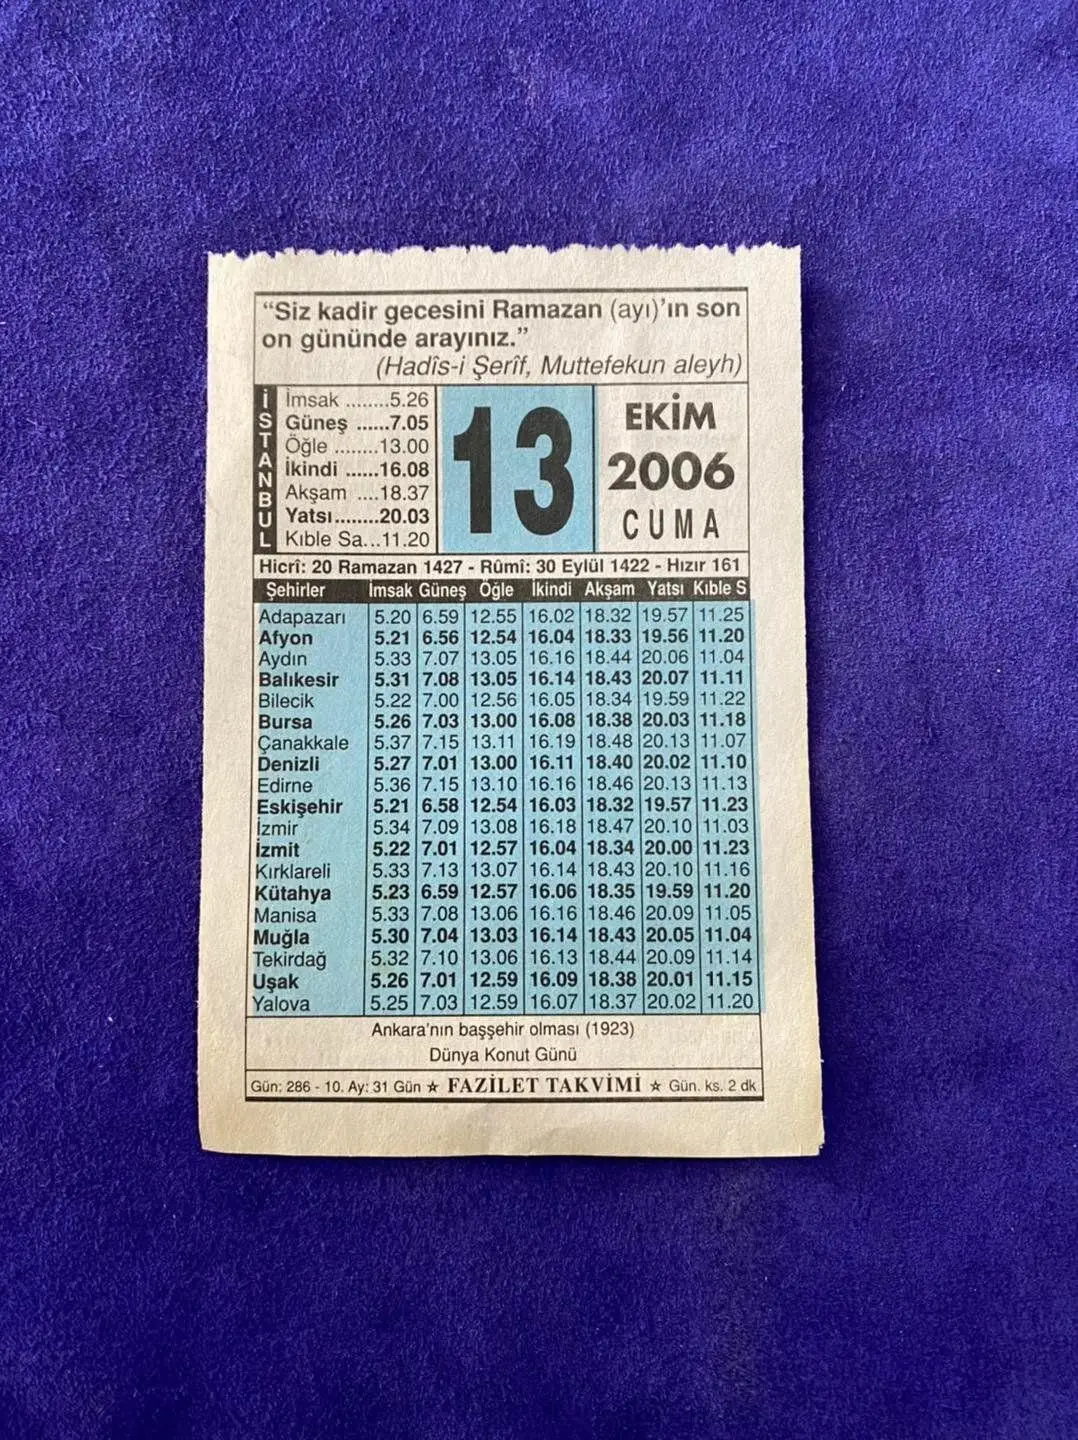 “Siz kadir gecesini Ramazan (ayı)’ın son
on gününde arayınız.”
(Hadîs-i Şerîf, Muttefekun aleyh)
İSTANBUL
İmsak ........5.26
Güneş ......7.05
Öğle ........13.00
İkindi ......16.08
Akşam ....18.37
Yatsı........20.03
Kıble Sa...11.20
13
EKİM
2006
CUMA
Hicrî: 20 Ramazan 1427 - Rûmî: 30 Eylül 1422 - Hızır 161
Şehirler İmsak Güneş Öğle İkindi Akşam Yatsı Kıble S
Adapazarı 5.20 6.59 12.55 16.02 18.32 19.57 11.25
Afyon 5.21 6.56 12.54 16.04 18.33 19.56 11.20
Aydın 5.33 7.07 13.05 16.16 18.44 20.06 11.04
Balıkesir 5.31 7.08 13.05 16.14 18.43 20.07 11.11
Bilecik 5.22 7.00 12.56 16.05 18.34 19.59 11.22
Bursa 5.26 7.03 13.00 16.08 18.38 20.03 11.18
Çanakkale 5.37 7.15 13.11 16.19 18.48 20.13 11.07
Denizli 5.27 7.01 13.00 16.11 18.40 20.02 11.10
Edirne 5.36 7.15 13.10 16.16 18.46 20.13 11.13
Eskişehir 5.21 6.58 12.54 16.03 18.32 19.57 11.23
İzmir 5.34 7.09 13.08 16.18 18.47 20.10 11.03
İzmit 5.22 7.01 12.57 16.04 18.34 20.00 11.23
Kırklareli 5.33 7.13 13.07 16.14 18.43 20.10 11.16
Kütahya 5.23 6.59 12.57 16.06 18.35 19.59 11.20
Manisa 5.33 7.08 13.06 16.16 18.46 20.09 11.05
Muğla 5.30 7.04 13.03 16.14 18.43 20.05 11.04
Tekirdağ 5.32 7.10 13.06 16.13 18.44 20.09 11.14
Uşak 5.26 7.01 12.59 16.09 18.38 20.01 11.15
Yalova 5.25 7.03 12.59 16.07 18.37 20.02 11.20
Ankara’nın başşehir olması (1923)
Dünya Konut Günü
Gün: 286 - 10. Ay: 31 Gün ☆ FAZİLET TAKVİMİ ☆ Gün. ks. 2 dk